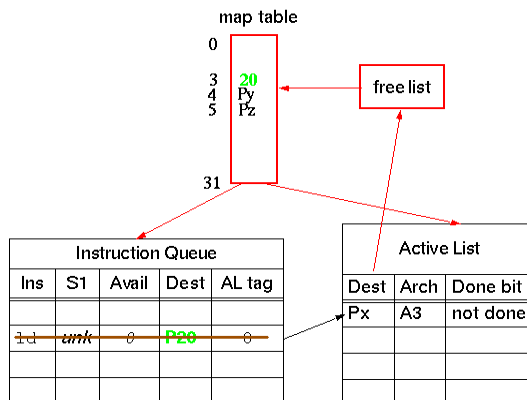 map table
0
3 20
4 Py
5 Pz
31
free list
Instruction Queue
Ins S1 Avail Dest AL tag
ld unk 0 P20 0
Active List
Dest Arch Done bit
Px A3 not done